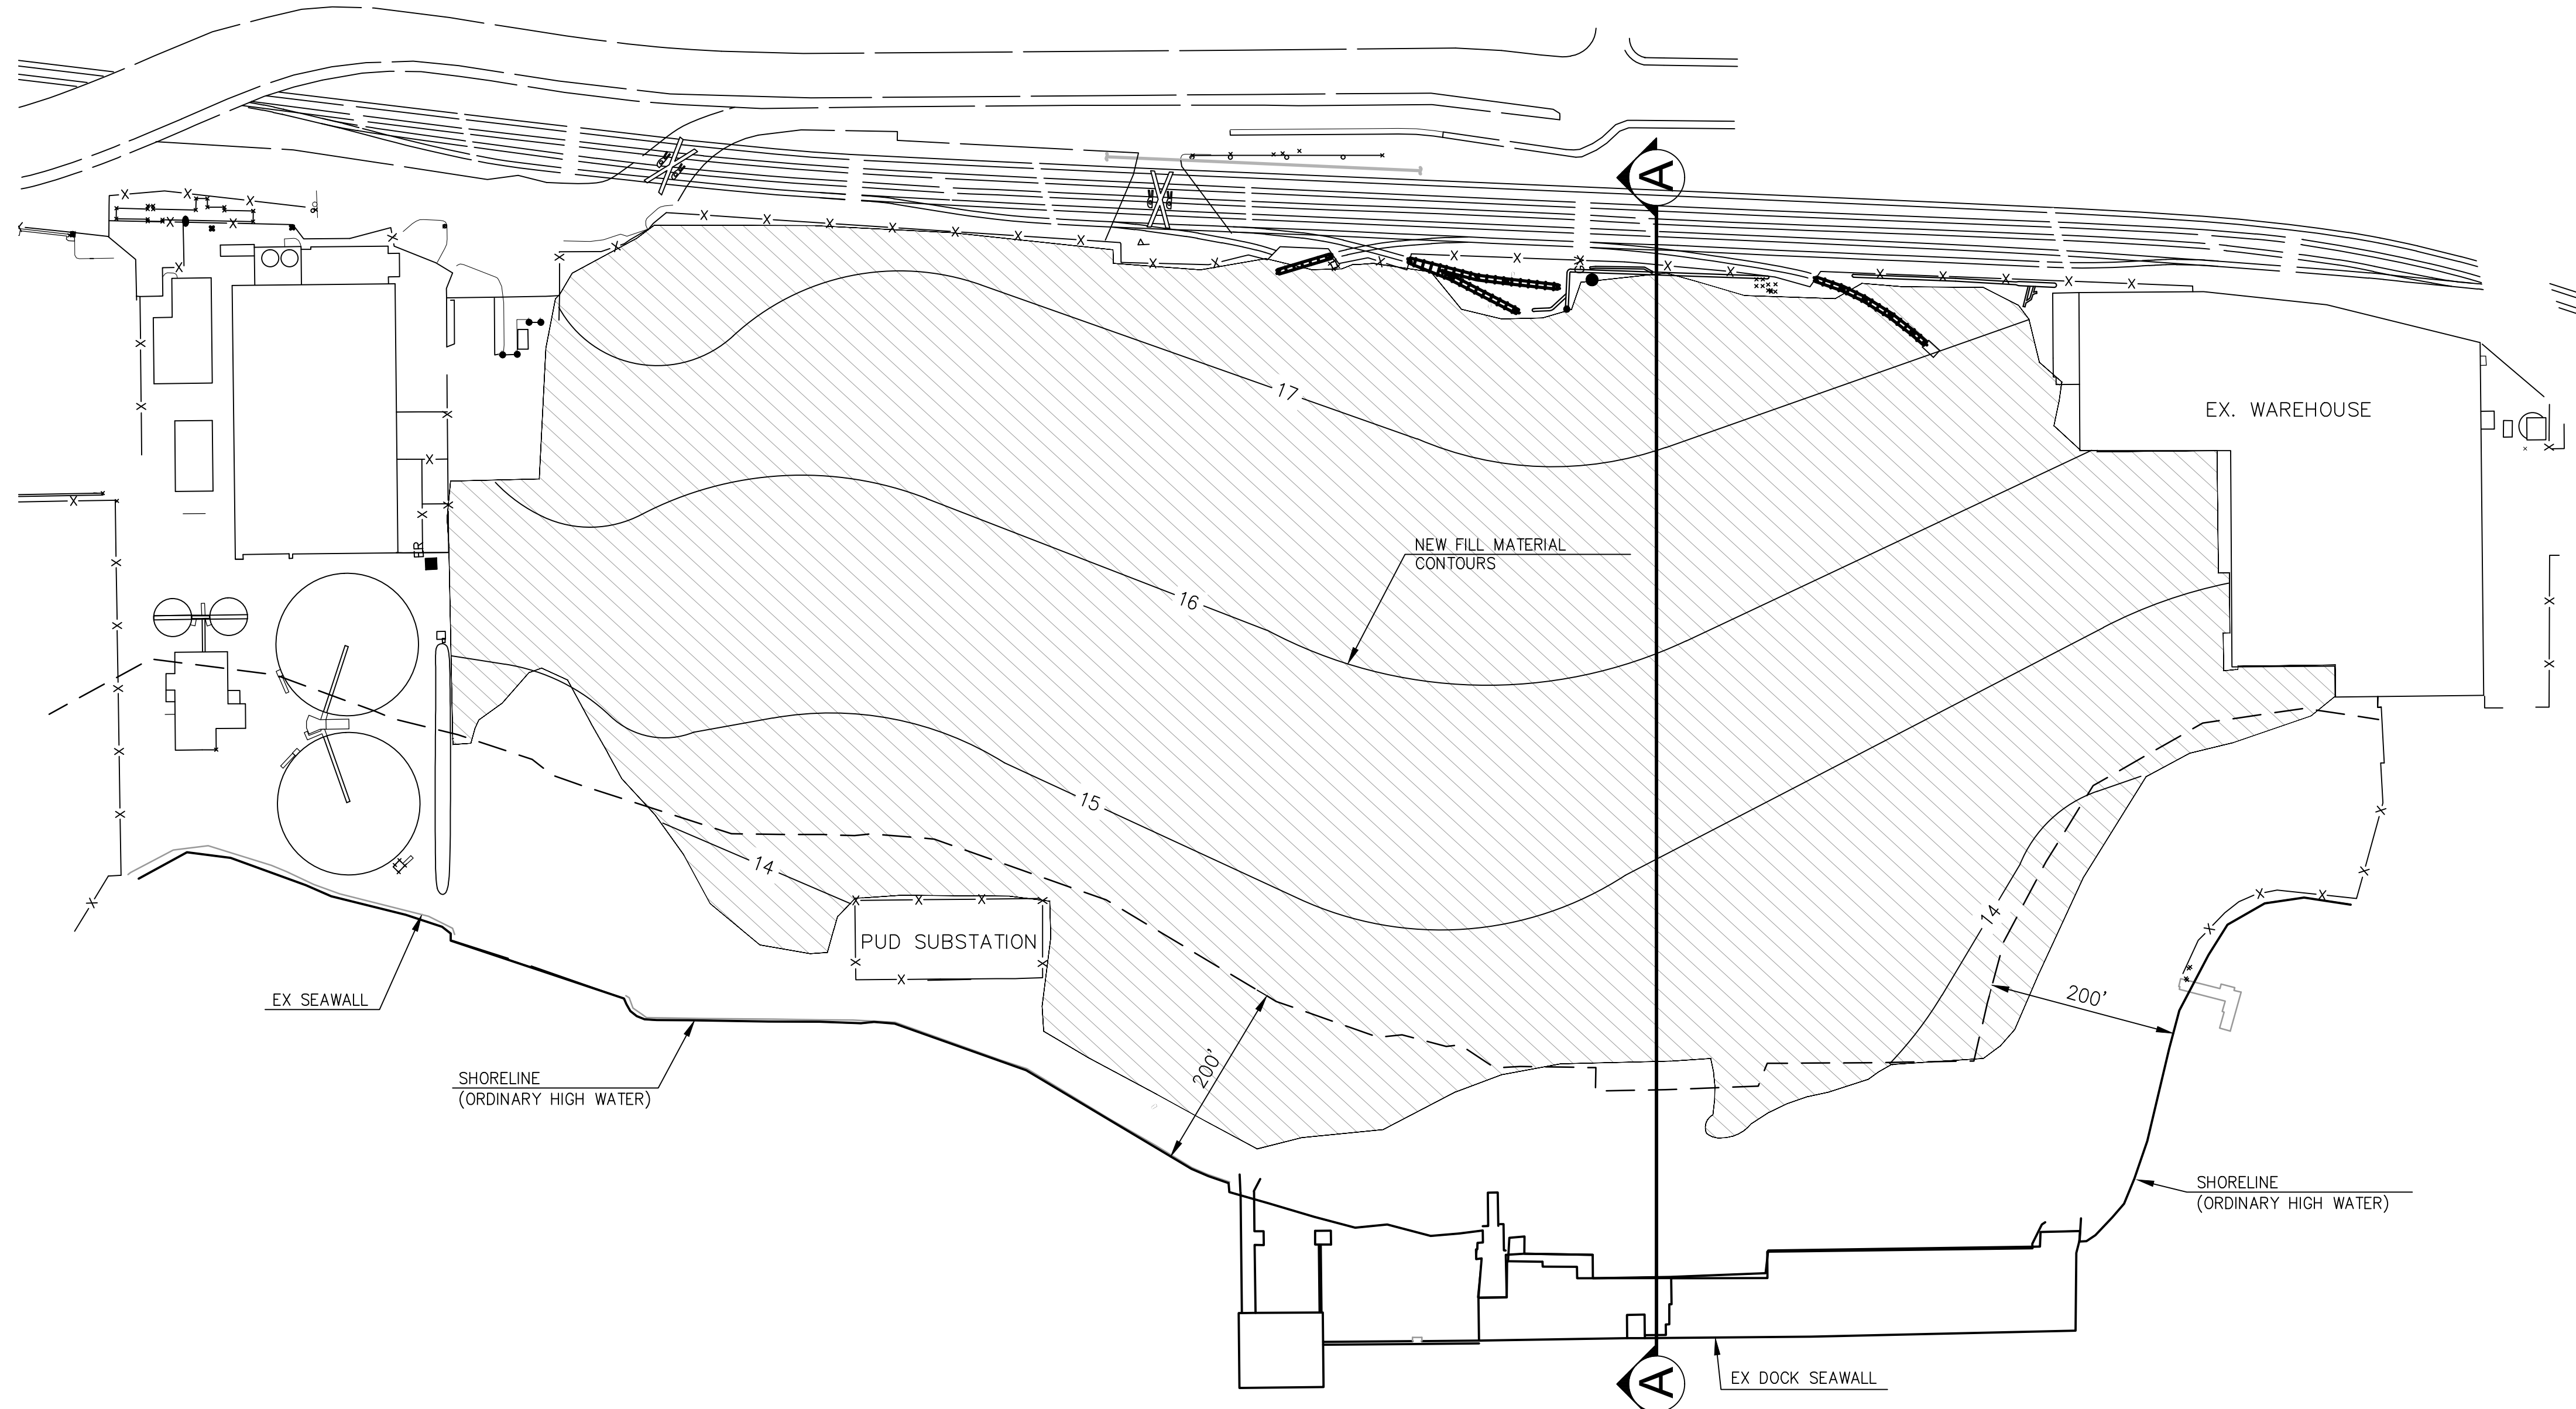 A
17
EX. WAREHOUSE
NEW FILL MATERIAL
CONTOURS
16
15
14
PUD SUBSTATION
14
EX SEAWALL
200'
200'
SHORELINE
(ORDINARY HIGH WATER)
SHORELINE
(ORDINARY HIGH WATER)
EX DOCK SEAWALL
A